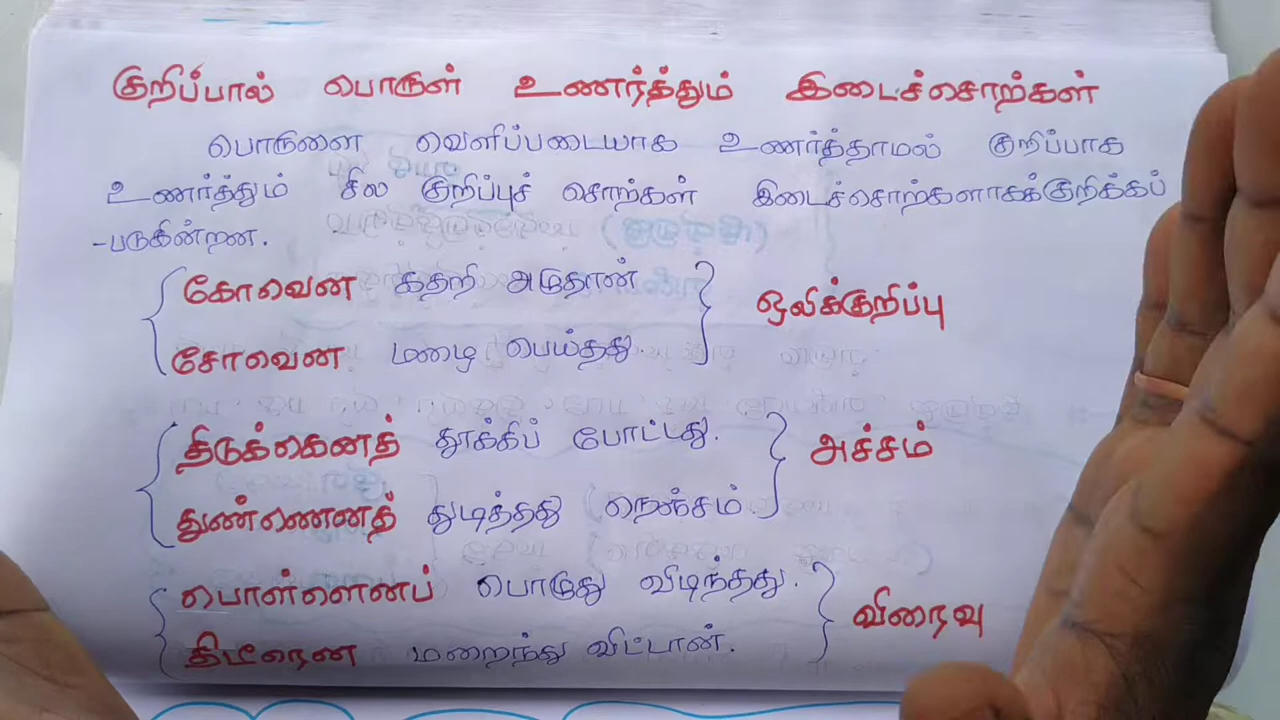 குறிப்பால் பொருள் உணர்த்தும் இடைச்சொற்கள்
பொருளை வெளிப்படையாக உணர்த்தாமல் குறிப்பாக
உணர்த்தும் சில குறிப்புச் சொற்கள் இடைச்சொற்களாகக்குறிக்கப்
-படுகின்றன.
கோவென கதறி அழுதான்
சோவென மழை பெய்தது.
ஒலிக்குறிப்பு
திடுக்கெனத் தூக்கிப் போட்டது.
துண்ணெனத் துடித்தது நெஞ்சம்.
அச்சம்
பொள்ளெனப் பொழுது விடிந்தது.
திடீரென மறைந்து விட்டான்.
விரைவு